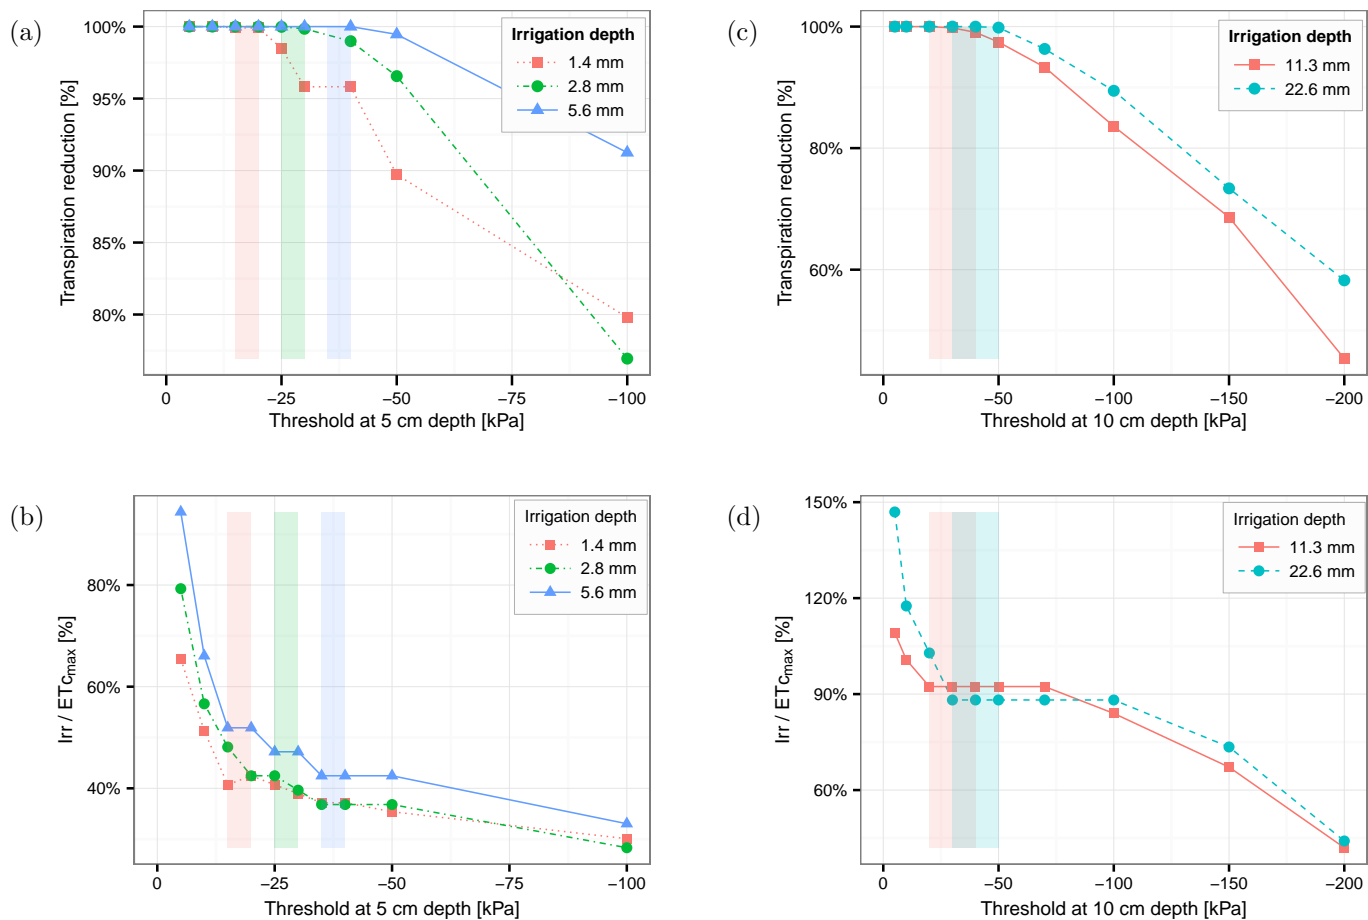 (a)
100%
95%
90%
85%
80%
Transpiration reduction [%]
0
−25
−50
−75
−100
Threshold at 5 cm depth [kPa]
Irrigation depth
1.4 mm
2.8 mm
5.6 mm
(c)
100%
80%
60%
Transpiration reduction [%]
0
−50
−100
−150
−200
Threshold at 10 cm depth [kPa]
Irrigation depth
11.3 mm
22.6 mm
(b)
80%
60%
40%
Irr / ETcmax [%]
0
−25
−50
−75
−100
Threshold at 5 cm depth [kPa]
Irrigation depth
1.4 mm
2.8 mm
5.6 mm
(d)
150%
120%
90%
60%
Irr / ETcmax [%]
0
−50
−100
−150
−200
Threshold at 10 cm depth [kPa]
Irrigation depth
11.3 mm
22.6 mm